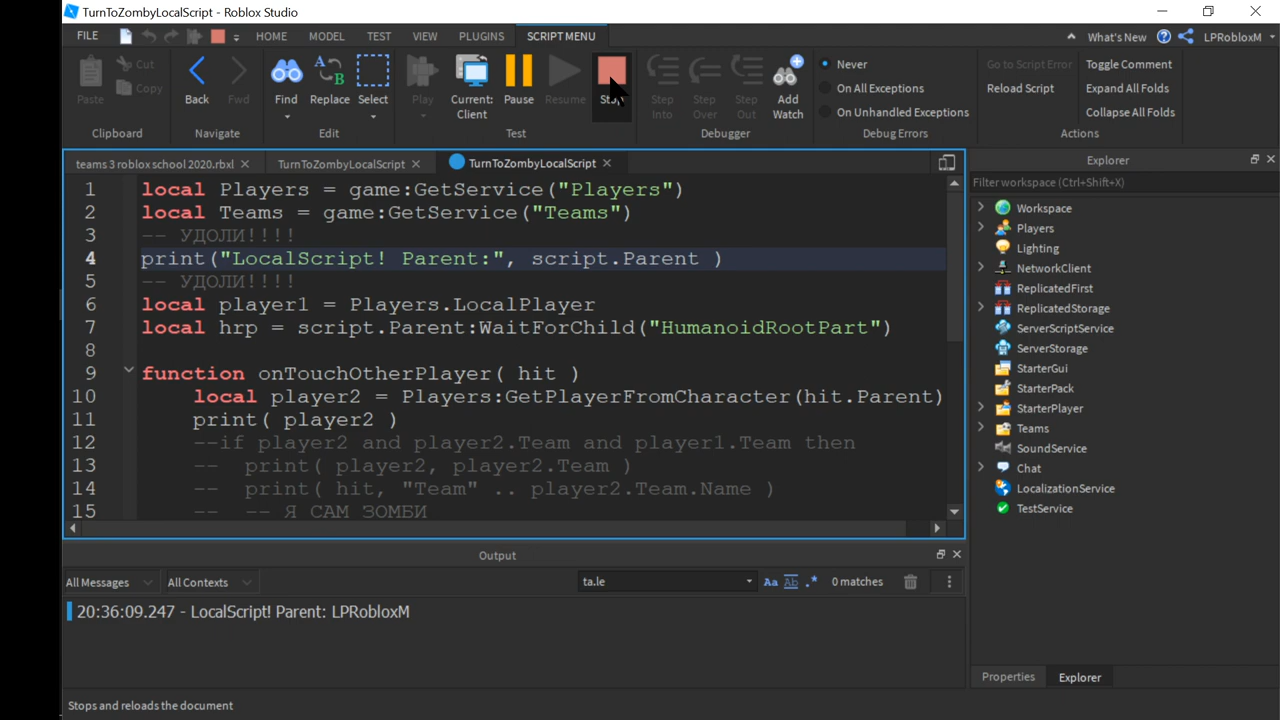 TurnToZombyLocalScript - Roblox Studio
FILE HOME MODEL TEST VIEW PLUGINS SCRIPT MENU What's New LPRobloxM
Paste Cut Copy
Clipboard
Back Fwd
Navigate
Find Replace Select
Edit
Play Current: Client Pause Resume Stop
Test
Step Into Step Over Step Out Add Watch
Debugger
Never
On All Exceptions
On Unhandled Exceptions
Debug Errors
Go to Script Error Toggle Comment
Reload Script Expand All Folds
Collapse All Folds
Actions
teams 3 roblox school 2020.rbxl TurnToZombyLocalScript TurnToZombyLocalScript
1 local Players = game:GetService("Players")
2 local Teams = game:GetService("Teams")
3 -- УДОЛИ!!!!
4 print("LocalScript! Parent:", script.Parent )
5 -- УДОЛИ!!!!
6 local player1 = Players.LocalPlayer
7 local hrp = script.Parent:WaitForChild("HumanoidRootPart")
8
9 function onTouchOtherPlayer( hit )
10 local player2 = Players:GetPlayerFromCharacter(hit.Parent)
11 print( player2 )
12 --if player2 and player2.Team and player1.Team then
13 -- print( player2, player2.Team )
14 -- print( hit, "Team" .. player2.Team.Name )
15 -- -- Я САМ ЗОМБИ
Output
All Messages All Contexts ta.le Aa Ab .* 0 matches
20:36:09.247 - LocalScript! Parent: LPRobloxM
Stops and reloads the document
Explorer
Filter workspace (Ctrl+Shift+X)
Workspace
Players
Lighting
NetworkClient
ReplicatedFirst
ReplicatedStorage
ServerScriptService
ServerStorage
StarterGui
StarterPack
StarterPlayer
Teams
SoundService
Chat
LocalizationService
TestService
Properties Explorer